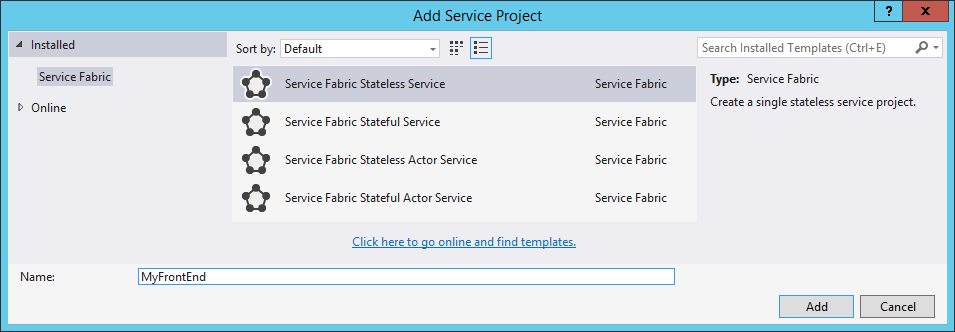 Add Service Project
? X
Installed
Service Fabric
Online
Sort by: Default
Service Fabric Stateless Service Service Fabric
Service Fabric Stateful Service Service Fabric
Service Fabric Stateless Actor Service Service Fabric
Service Fabric Stateful Actor Service Service Fabric
Click here to go online and find templates.
Search Installed Templates (Ctrl+E)
Type: Service Fabric
Create a single stateless service project.
Name: MyFrontEnd
Add Cancel